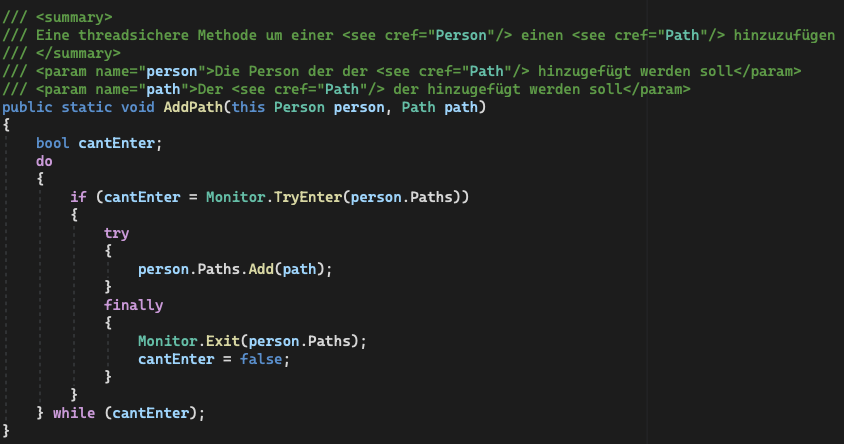 /// <summary>
/// Eine threadsichere Methode um einer <see cref="Person"/> einen <see cref="Path"/> hinzuzufügen
/// </summary>
/// <param name="person">Die Person der der <see cref="Path"/> hinzugefügt werden soll</param>
/// <param name="path">Der <see cref="Path"/> der hinzugefügt werden soll</param>
public static void AddPath(this Person person, Path path)
{
    bool cantEnter;
    do
    {
        if (cantEnter = Monitor.TryEnter(person.Paths))
        {
            try
            {
                person.Paths.Add(path);
            }
            finally
            {
                Monitor.Exit(person.Paths);
                cantEnter = false;
            }
        }
    } while (cantEnter);
}